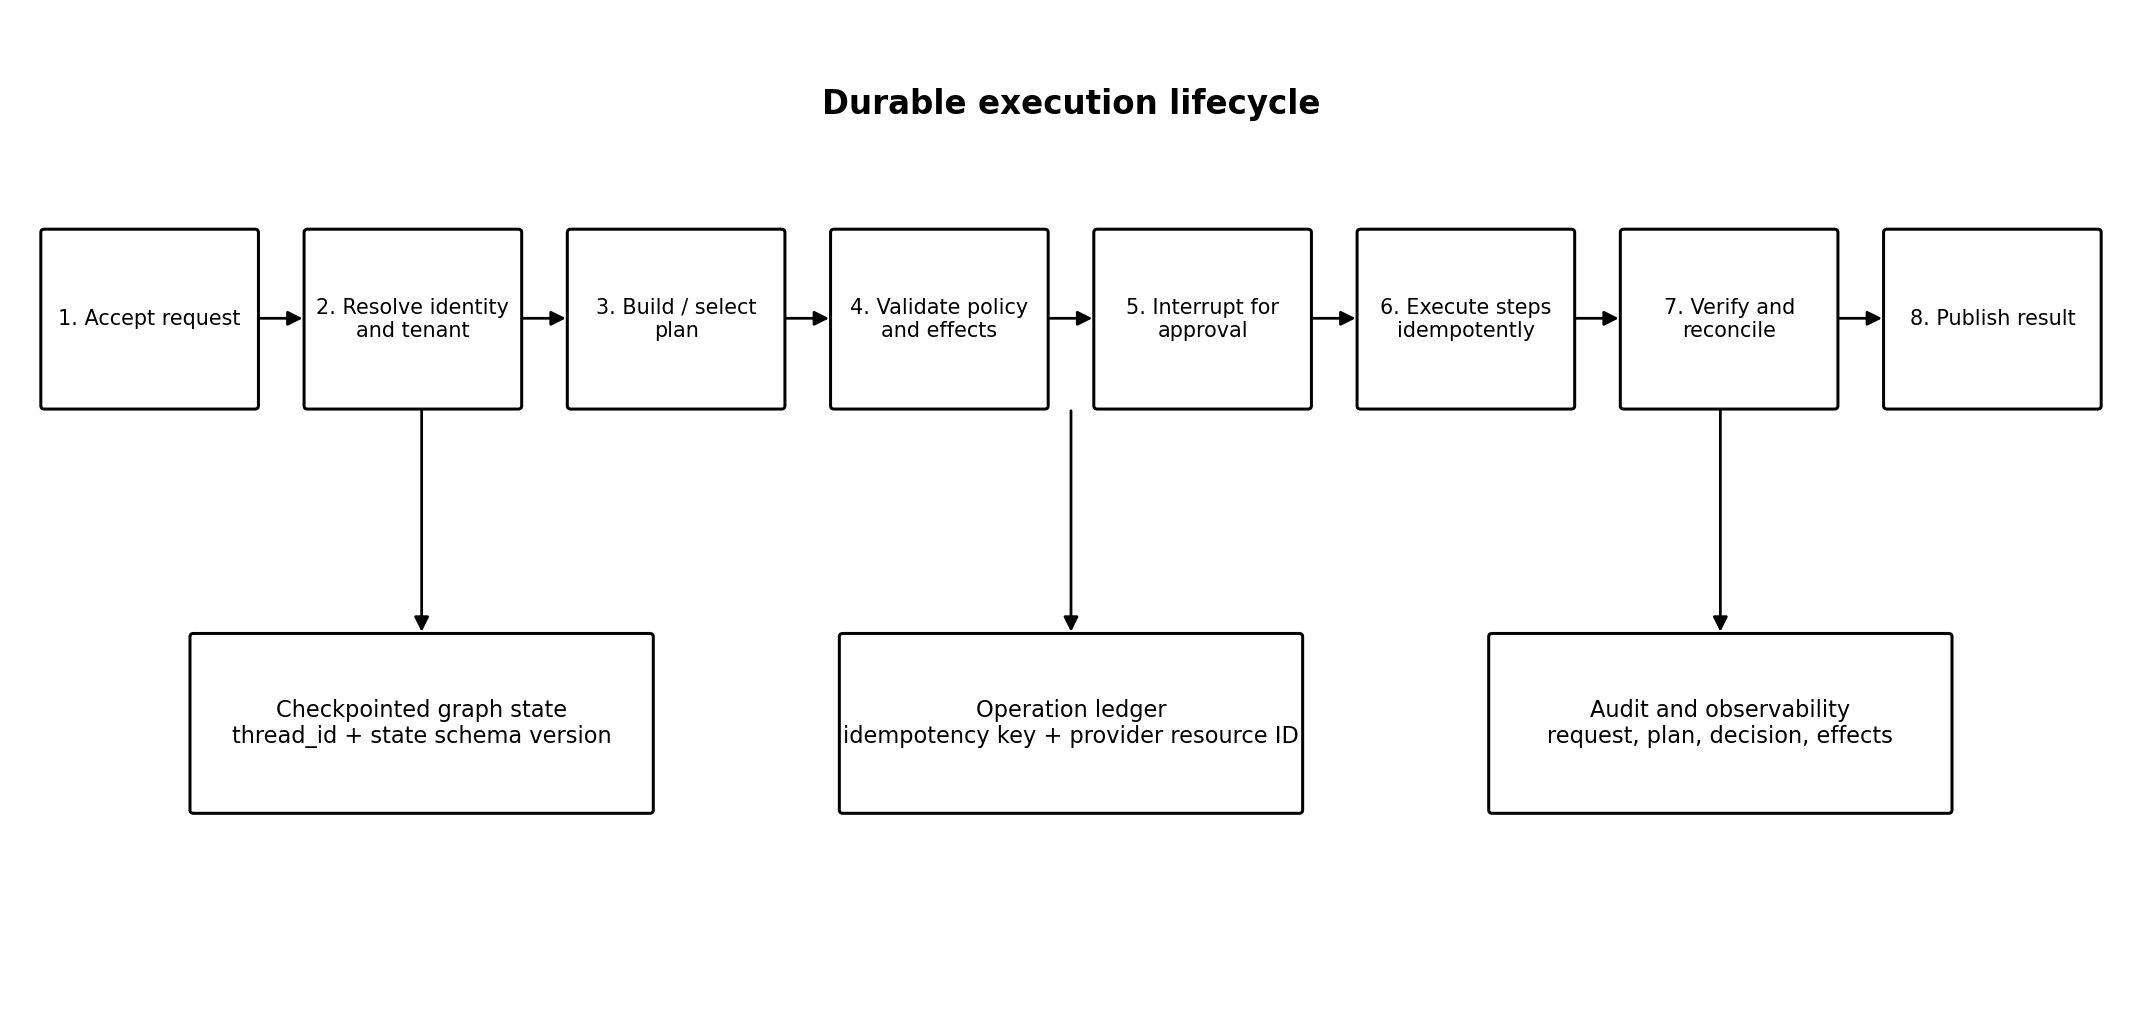 Durable execution lifecycle
1. Accept request
2. Resolve identity
and tenant
3. Build / select
plan
4. Validate policy
and effects
5. Interrupt for
approval
6. Execute steps
idempotently
7. Verify and
reconcile
8. Publish result
Checkpointed graph state
thread_id + state schema version
Operation ledger
idempotency key + provider resource ID
Audit and observability
request, plan, decision, effects